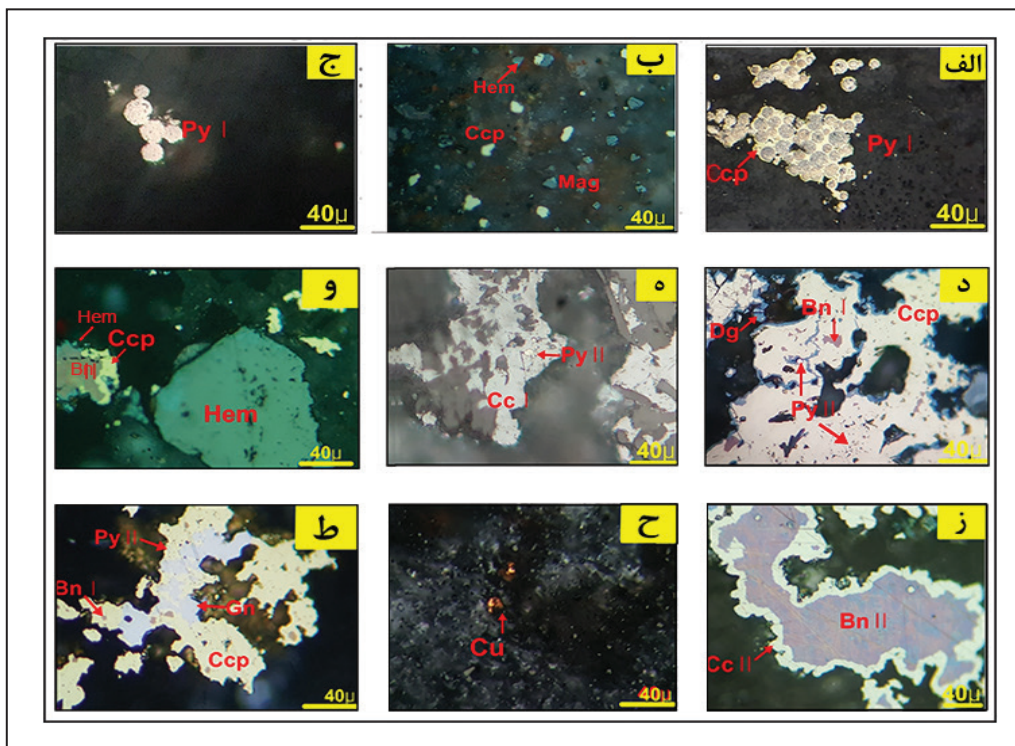 الف
Ccp
Py I
40µ
ب
Hem
Ccp
Mag
40µ
ج
Py I
40µ
د
Bn I
Ccp
Dg
Py II
40µ
ه
Py II
Cc I
40µ
و
Hem
Ccp
Hem
40µ
ز
Bn II
Cc II
40µ
ح
Cu
40µ
ط
Py II
Bn I
Gn
Ccp
40µ